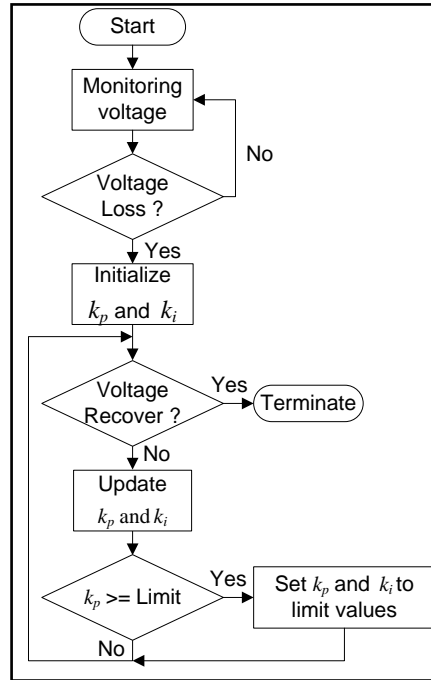 Start
Monitoring
voltage
No
Voltage
Loss ?
Yes
Initialize
kp and ki
Voltage
Recover ?
Yes
Terminate
No
Update
kp and ki
kp >= Limit
Yes
Set kp and ki to
limit values
No